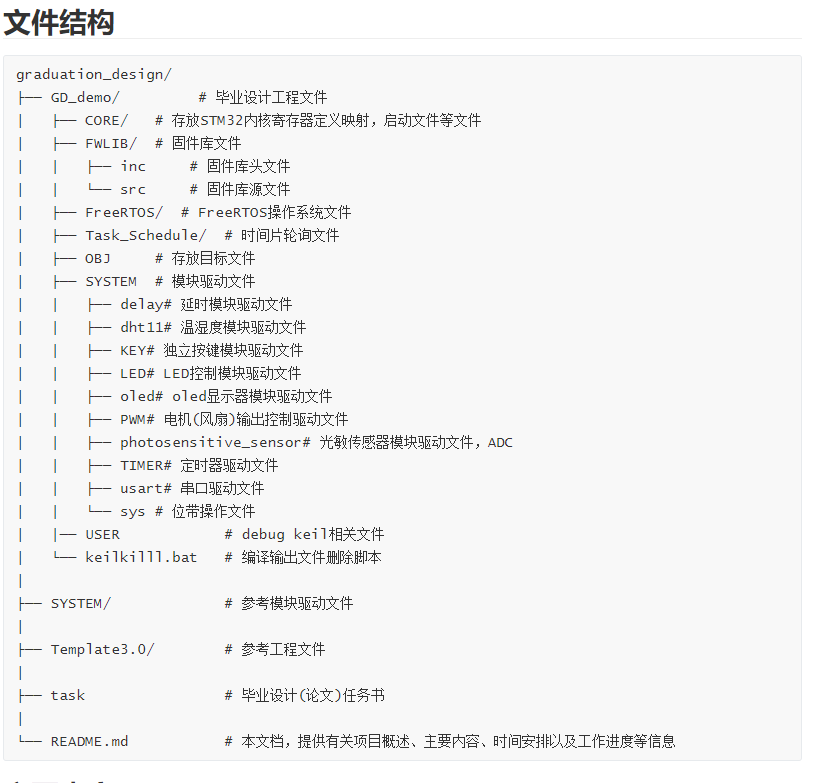 文件结构
graduation_design/
├── GD_demo/         # 毕业设计工程文件
|   ├── CORE/   # 存放STM32内核寄存器定义映射，启动文件等文件
|   ├── FWLIB/  # 固件库文件
|   |   ├── inc     # 固件库头文件
|   |   └── src     # 固件库源文件
|   ├── FreeRTOS/  # FreeRTOS操作系统文件
|   ├── Task_Schedule/  # 时间片轮询文件
|   ├── OBJ     # 存放目标文件
|   ├── SYSTEM  # 模块驱动文件
|   |   ├── delay# 延时模块驱动文件
|   |   ├── dht11# 温湿度模块驱动文件
|   |   ├── KEY# 独立按键模块驱动文件
|   |   ├── LED# LED控制模块驱动文件
|   |   ├── oled# oled显示器模块驱动文件
|   |   ├── PWM# 电机(风扇)输出控制驱动文件
|   |   ├── photosensitive_sensor# 光敏传感器模块驱动文件，ADC
|   |   ├── TIMER# 定时器驱动文件
|   |   ├── usart# 串口驱动文件
|   |   └── sys # 位带操作文件
|   |── USER            # debug keil相关文件
|   └── keilkilll.bat   # 编译输出文件删除脚本
|
├── SYSTEM/             # 参考模块驱动文件
|
├── Template3.0/        # 参考工程文件
|
├── task                # 毕业设计(论文)任务书
|
└── README.md           # 本文档，提供有关项目概述、主要内容、时间安排以及工作进度等信息